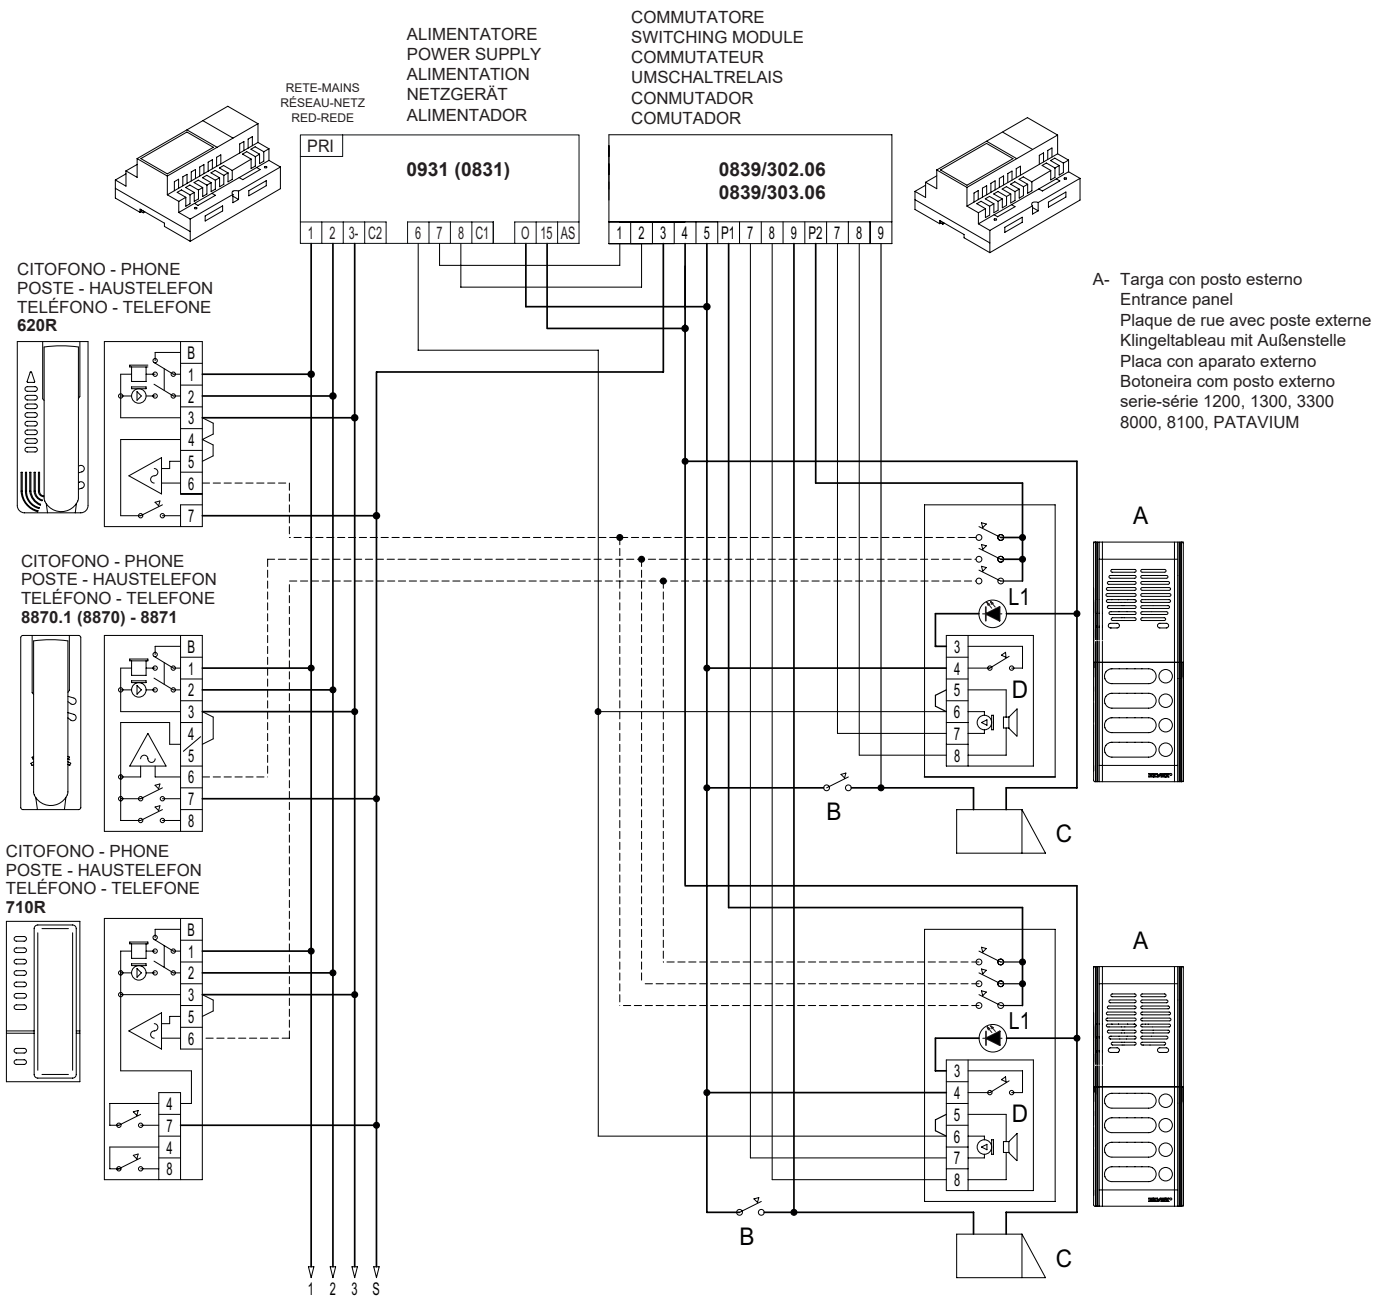 COMMUTATORE
SWITCHING MODULE
COMMUTATEUR
UMSCHALTRELAIS
CONMUTADOR
COMUTADOR
ALIMENTATORE
POWER SUPPLY
ALIMENTATION
NETZGERÄT
ALIMENTADOR
RETE-MAINS
RÉSEAU-NETZ
RED-REDE
PRI
0931 (0831)
1 2 3- C2 6 7 8 C1 O 15 AS
0839/302.06
0839/303.06
1 2 3 4 5 P1 7 8 9 P2 7 8 9
CITOFONO - PHONE
POSTE - HAUSTELEFON
TELÉFONO - TELEFONE
620R
B
1
2
3
4
5
6
7
A- Targa con posto esterno
Entrance panel
Plaque de rue avec poste externe
Klingeltableau mit Außenstelle
Placa con aparato externo
Botoneira com posto externo
serie-série 1200, 1300, 3300
8000, 8100, PATAVIUM
CITOFONO - PHONE
POSTE - HAUSTELEFON
TELÉFONO - TELEFONE
8870.1 (8870) - 8871
B
1
2
3
4
5
6
7
8
A
L1
3
4
5
6
7
8
D
B
C
CITOFONO - PHONE
POSTE - HAUSTELEFON
TELÉFONO - TELEFONE
710R
B
1
2
3
5
6
4
7
4
8
A
L1
3
4
5
6
7
8
D
B
C
1 2 3 S